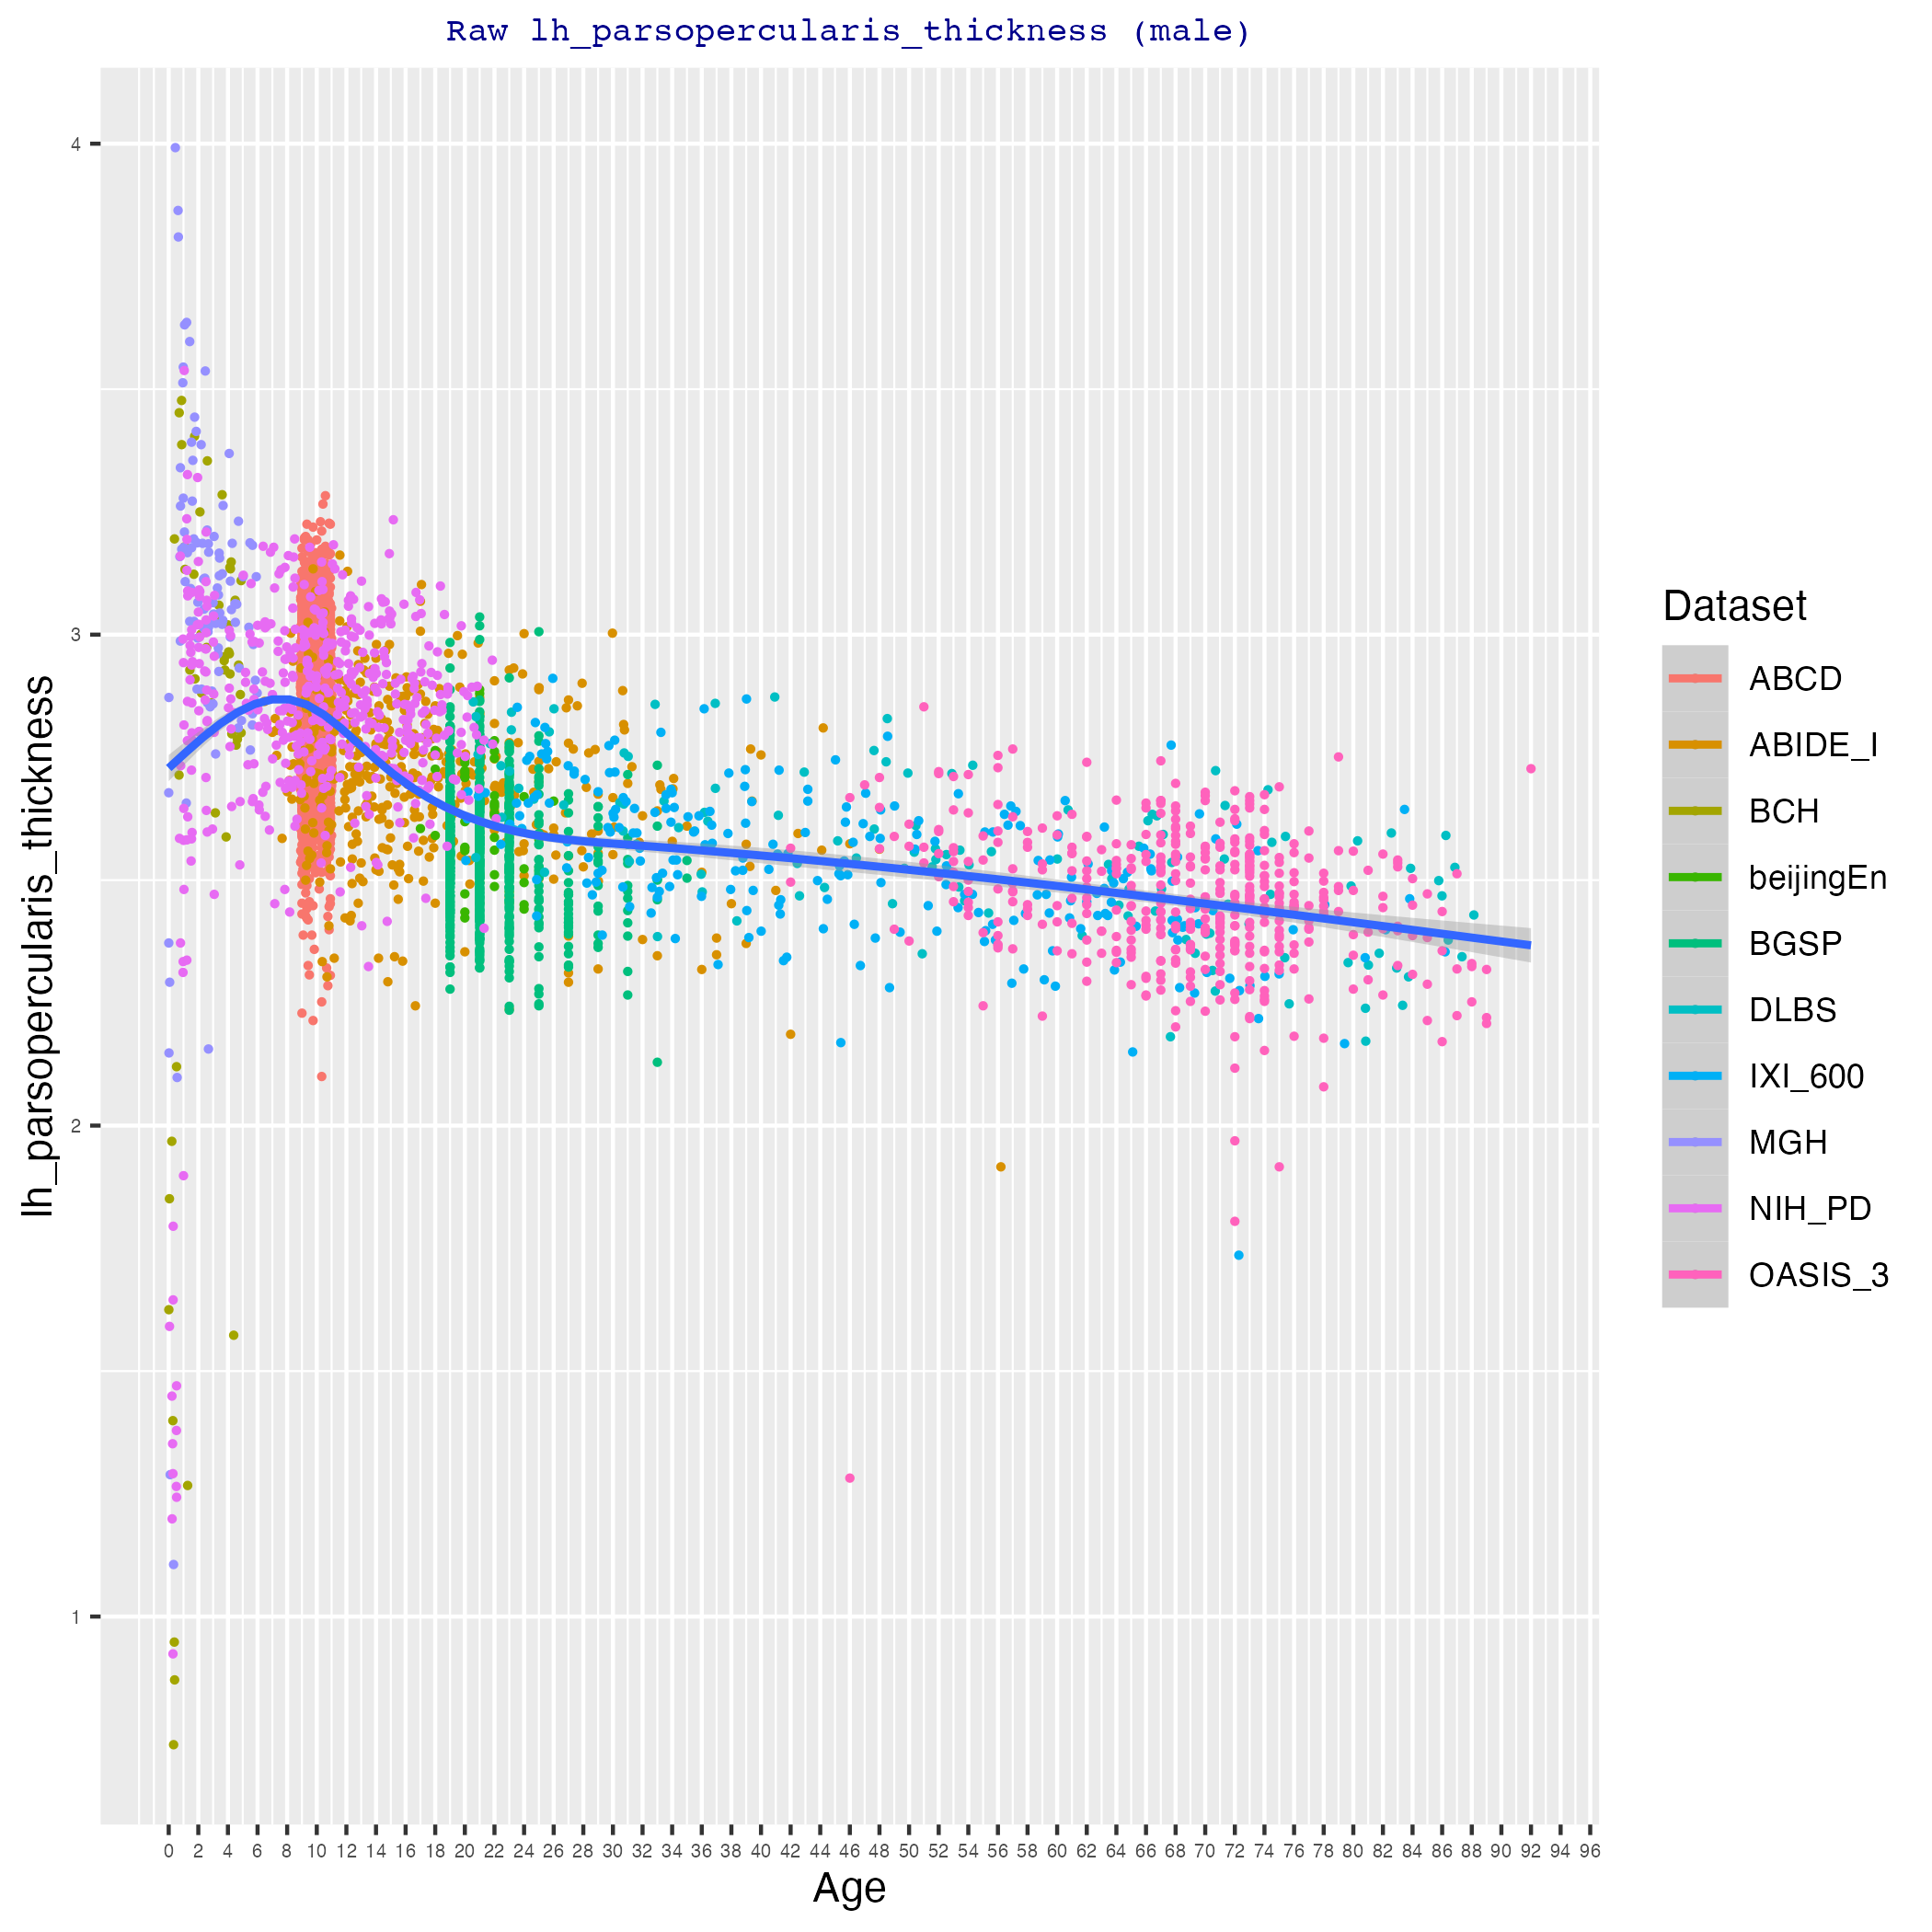 Raw lh_parsopercularis_thickness (male)
lh_parsopercularis_thickness
4
3
2
1
0 2 4 6 8 10 12 14 16 18 20 22 24 26 28 30 32 34 36 38 40 42 44 46 48 50 52 54 56 58 60 62 64 66 68 70 72 74 76 78 80 82 84 86 88 90 92 94 96
Age
Dataset
ABCD
ABIDE_I
BCH
beijingEn
BGSP
DLBS
IXI_600
MGH
NIH_PD
OASIS_3